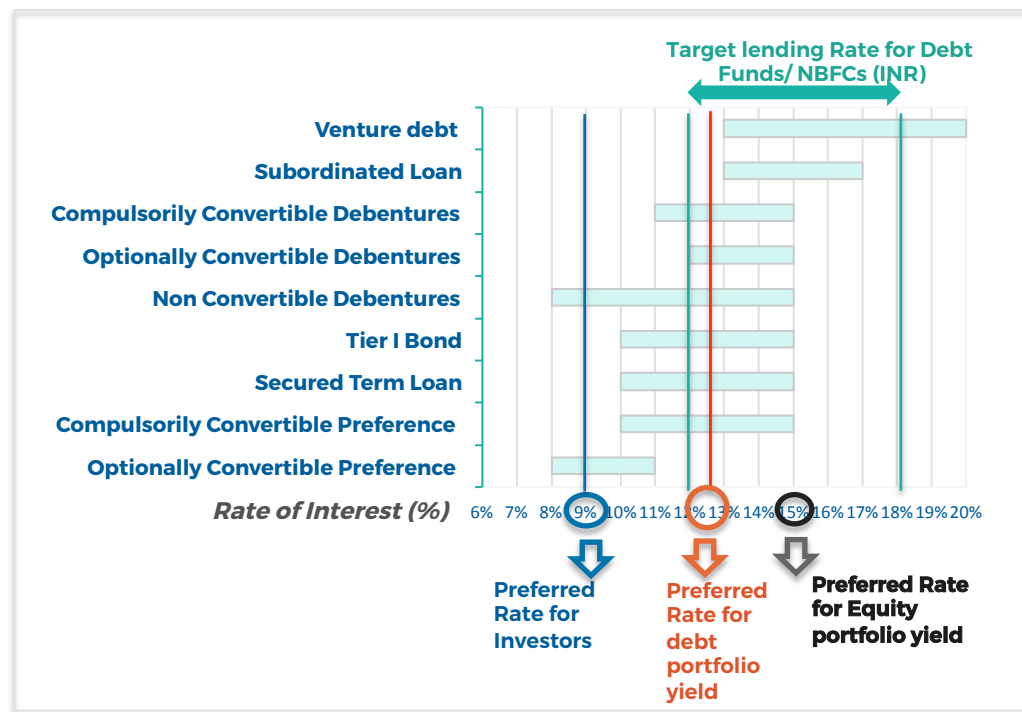 Target lending Rate for Debt
Funds/ NBFCs (INR)
Venture debt
Subordinated Loan
Compulsorily Convertible Debentures
Optionally Convertible Debentures
Non Convertible Debentures
Tier I Bond
Secured Term Loan
Compulsorily Convertible Preference
Optionally Convertible Preference
Rate of Interest (%) 6% 7% 8% 9% 10% 11% 12% 13% 14% 15% 16% 17% 18% 19% 20%
Preferred
Rate for
Investors
Preferred
Rate for
debt
portfolio
yield
Preferred Rate
for Equity
portfolio yield